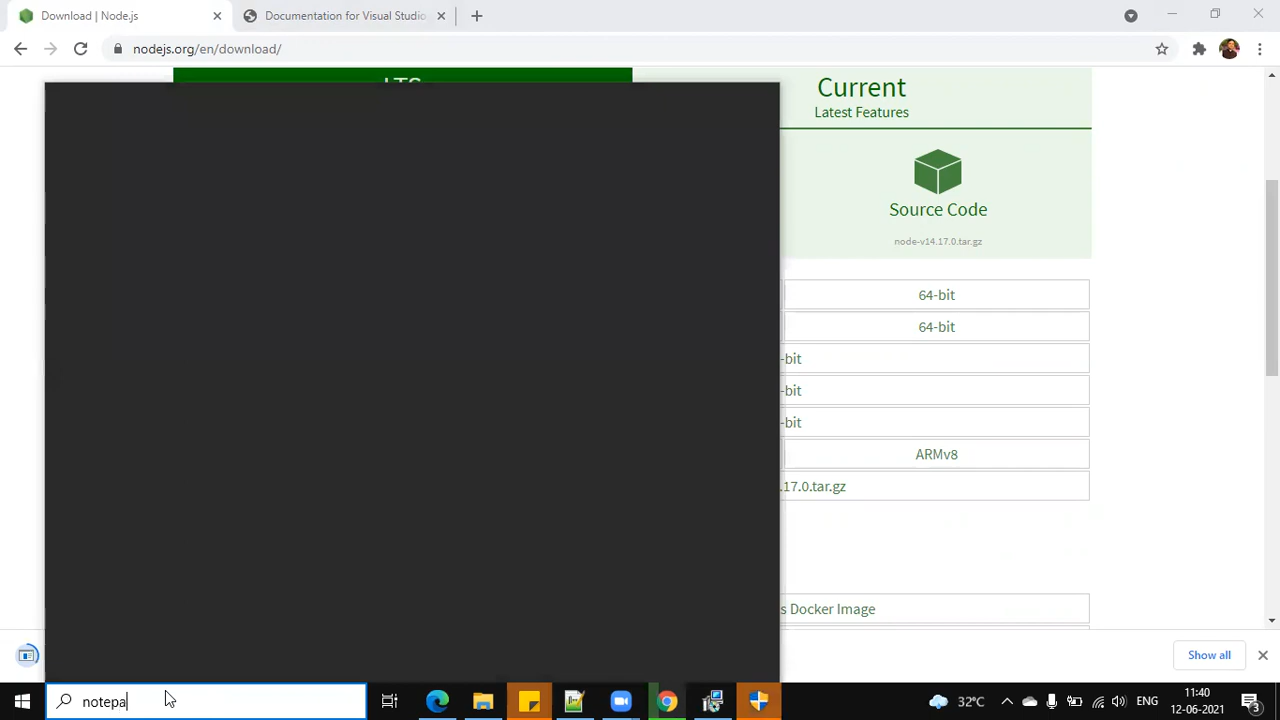 Download | Node.js
Documentation for Visual Studio
nodejs.org/en/download/
Current
Latest Features
Source Code
node-v14.17.0.tar.gz
64-bit
64-bit
-bit
-bit
-bit
ARMv8
.17.0.tar.gz
s Docker Image
Show all
notepa
32°C
ENG
11:40
12-06-2021
3